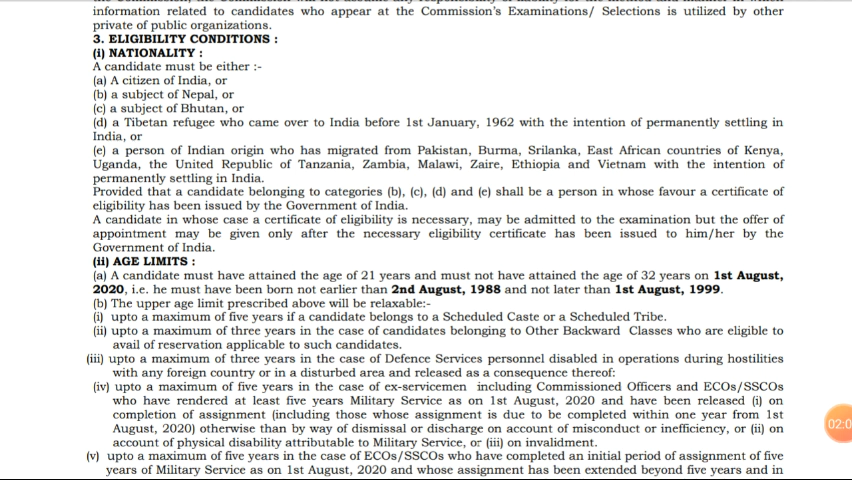 information related to candidates who appear at the Commission's Examinations/ Selections is utilized by other
private of public organizations.
3. ELIGIBILITY CONDITIONS :
(i) NATIONALITY :
A candidate must be either :-
(a) A citizen of India, or
(b) a subject of Nepal, or
(c) a subject of Bhutan, or
(d) a Tibetan refugee who came over to India before 1st January, 1962 with the intention of permanently settling in
India, or
(e) a person of Indian origin who has migrated from Pakistan, Burma, Srilanka, East African countries of Kenya,
Uganda, the United Republic of Tanzania, Zambia, Malawi, Zaire, Ethiopia and Vietnam with the intention of
permanently settling in India.
Provided that a candidate belonging to categories (b), (c), (d) and (e) shall be a person in whose favour a certificate of
eligibility has been issued by the Government of India.
A candidate in whose case a certificate of eligibility is necessary, may be admitted to the examination but the offer of
appointment may be given only after the necessary eligibility certificate has been issued to him/her by the
Government of India.
(ii) AGE LIMITS :
(a) A candidate must have attained the age of 21 years and must not have attained the age of 32 years on 1st August,
2020, i.e. he must have been born not earlier than 2nd August, 1988 and not later than 1st August, 1999.
(b) The upper age limit prescribed above will be relaxable:-
(i) upto a maximum of five years if a candidate belongs to a Scheduled Caste or a Scheduled Tribe.
(ii) upto a maximum of three years in the case of candidates belonging to Other Backward Classes who are eligible to
avail of reservation applicable to such candidates.
(iii) upto a maximum of three years in the case of Defence Services personnel disabled in operations during hostilities
with any foreign country or in a disturbed area and released as a consequence thereof:
(iv) upto a maximum of five years in the case of ex-servicemen including Commissioned Officers and ECOs/SSCOs
who have rendered at least five years Military Service as on 1st August, 2020 and have been released (i) on
completion of assignment (including those whose assignment is due to be completed within one year from 1st
August, 2020) otherwise than by way of dismissal or discharge on account of misconduct or inefficiency, or (ii) on
account of physical disability attributable to Military Service, or (iii) on invalidment.
(v) upto a maximum of five years in the case of ECOs/SSCOs who have completed an initial period of assignment of five
years of Military Service as on 1st August, 2020 and whose assignment has been extended beyond five years and in
02:0